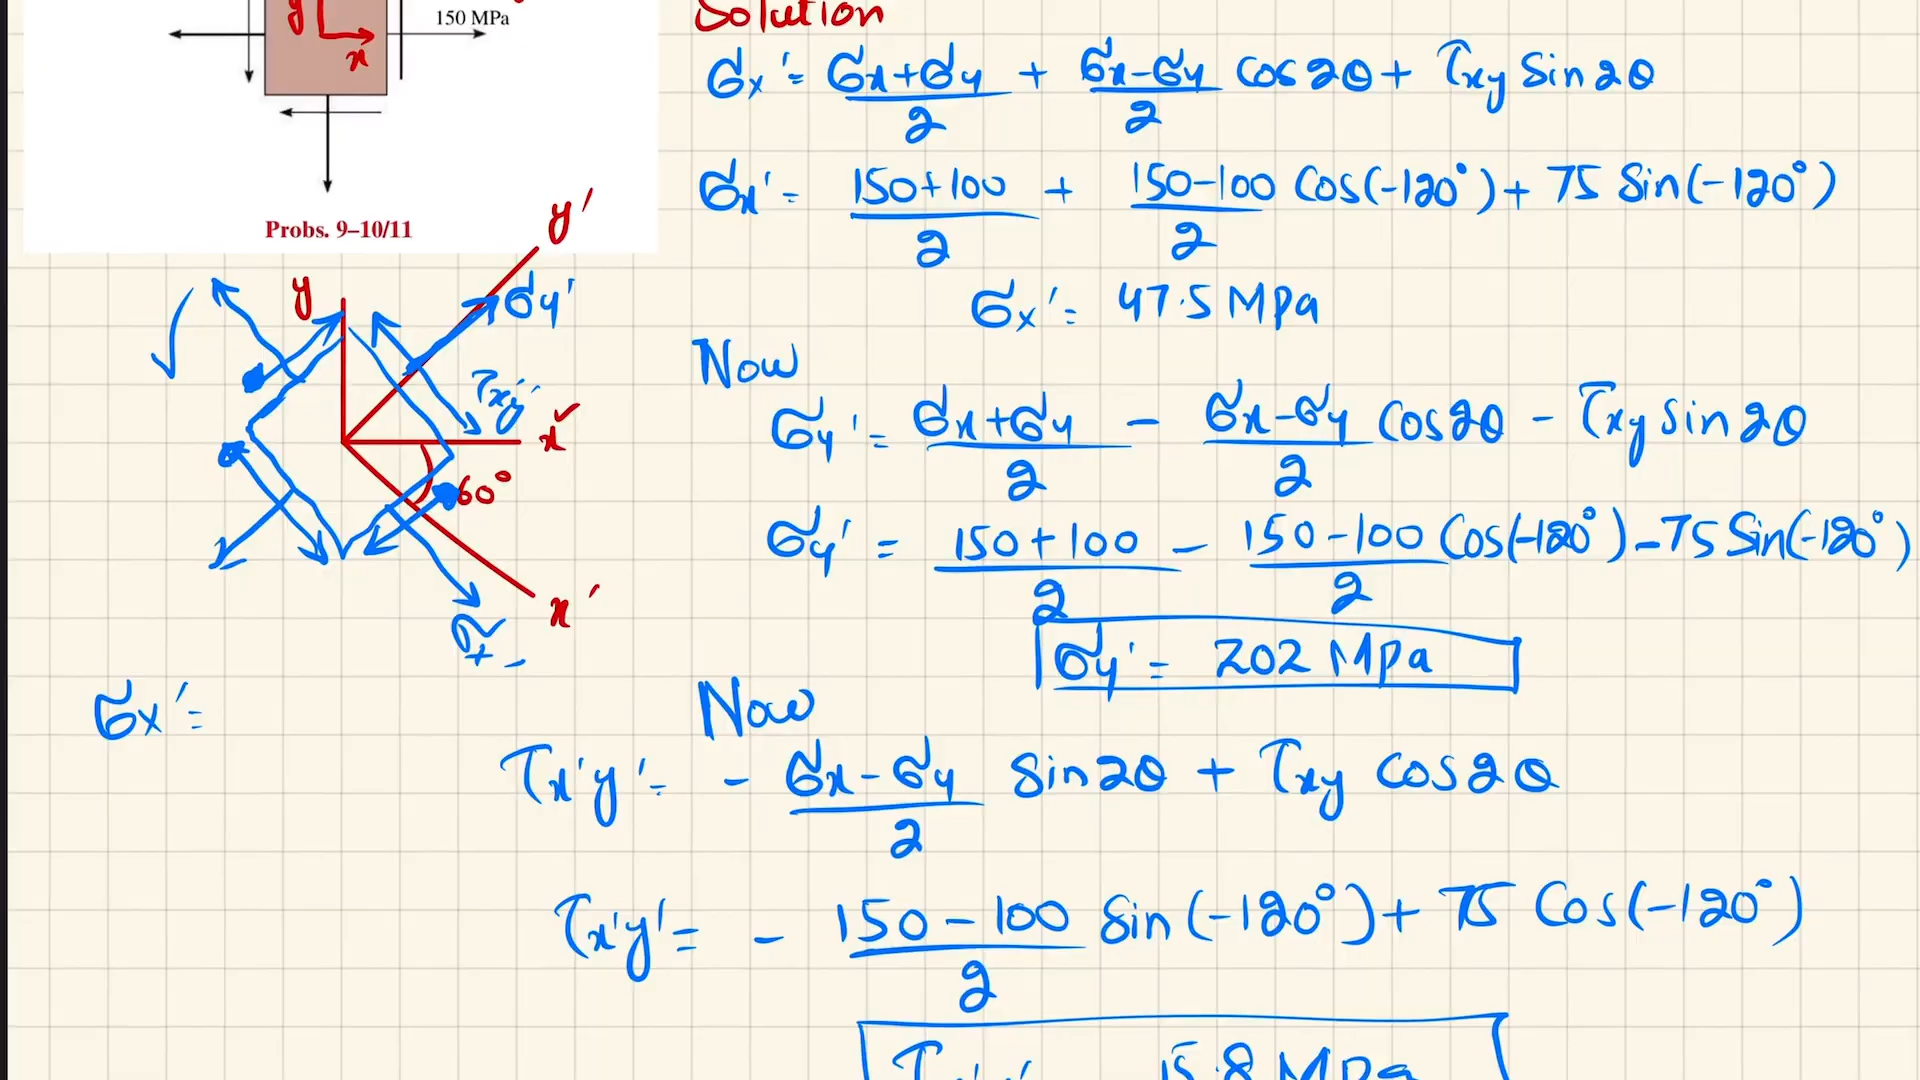 150 MPa
y
x
Probs. 9–10/11
Solution
σx' = σx+σy/2 + σx-σy/2 cos2θ + τxy Sin2θ
σx' = 150+100/2 + 150-100/2 Cos(-120°) + 75 Sin(-120°)
σx' = 47.5 MPa
Now
σy' = σx+σy/2 - σx-σy/2 cos2θ - τxy sin2θ
σy' = 150+100/2 - 150-100/2 Cos(-120°) - 75 Sin(-120°)
σy' = 202 MPa
Now
τx'y' = - σx-σy/2 sin2θ + τxy cos2θ
τx'y' = - 150-100/2 sin(-120°) + 75 Cos(-120°)
15.8 MPa
y'
y
σy'
τxy'
x
60°
x'
σx' =